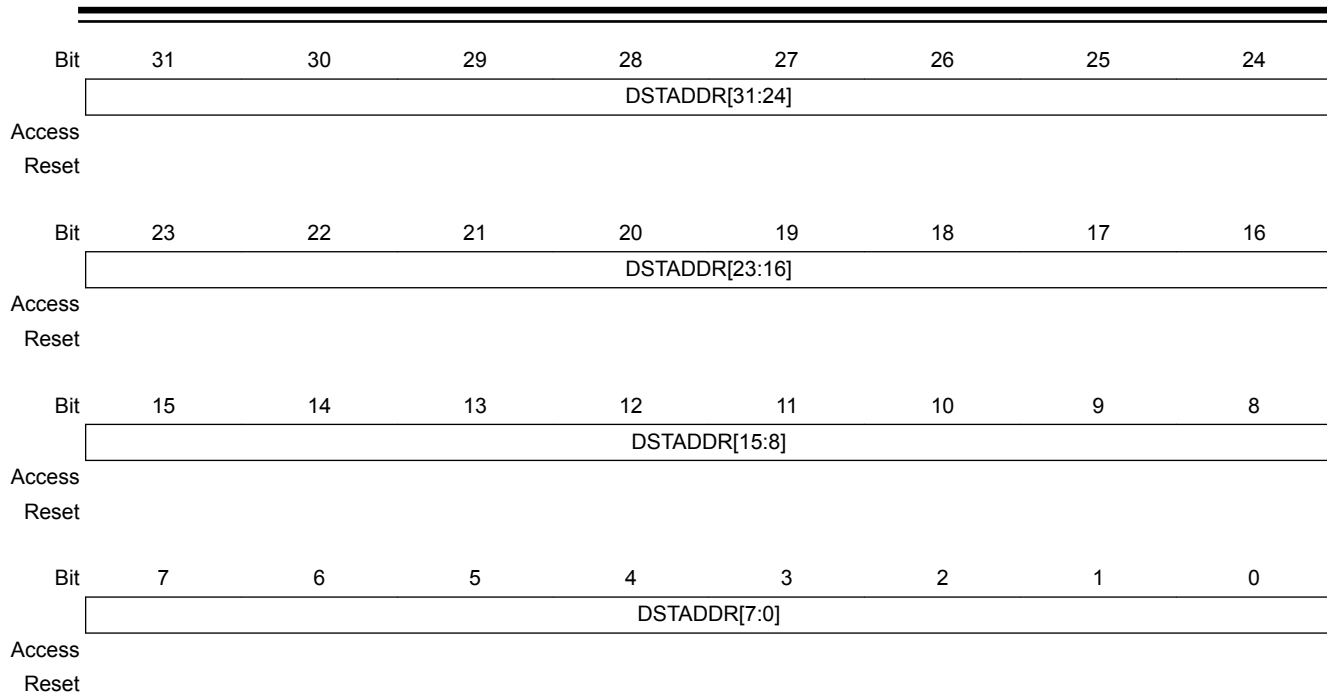 Bit 31 30 29 28 27 26 25 24
DSTADDR[31:24]
Access
Reset
Bit 23 22 21 20 19 18 17 16
DSTADDR[23:16]
Access
Reset
Bit 15 14 13 12 11 10 9 8
DSTADDR[15:8]
Access
Reset
Bit 7 6 5 4 3 2 1 0
DSTADDR[7:0]
Access
Reset